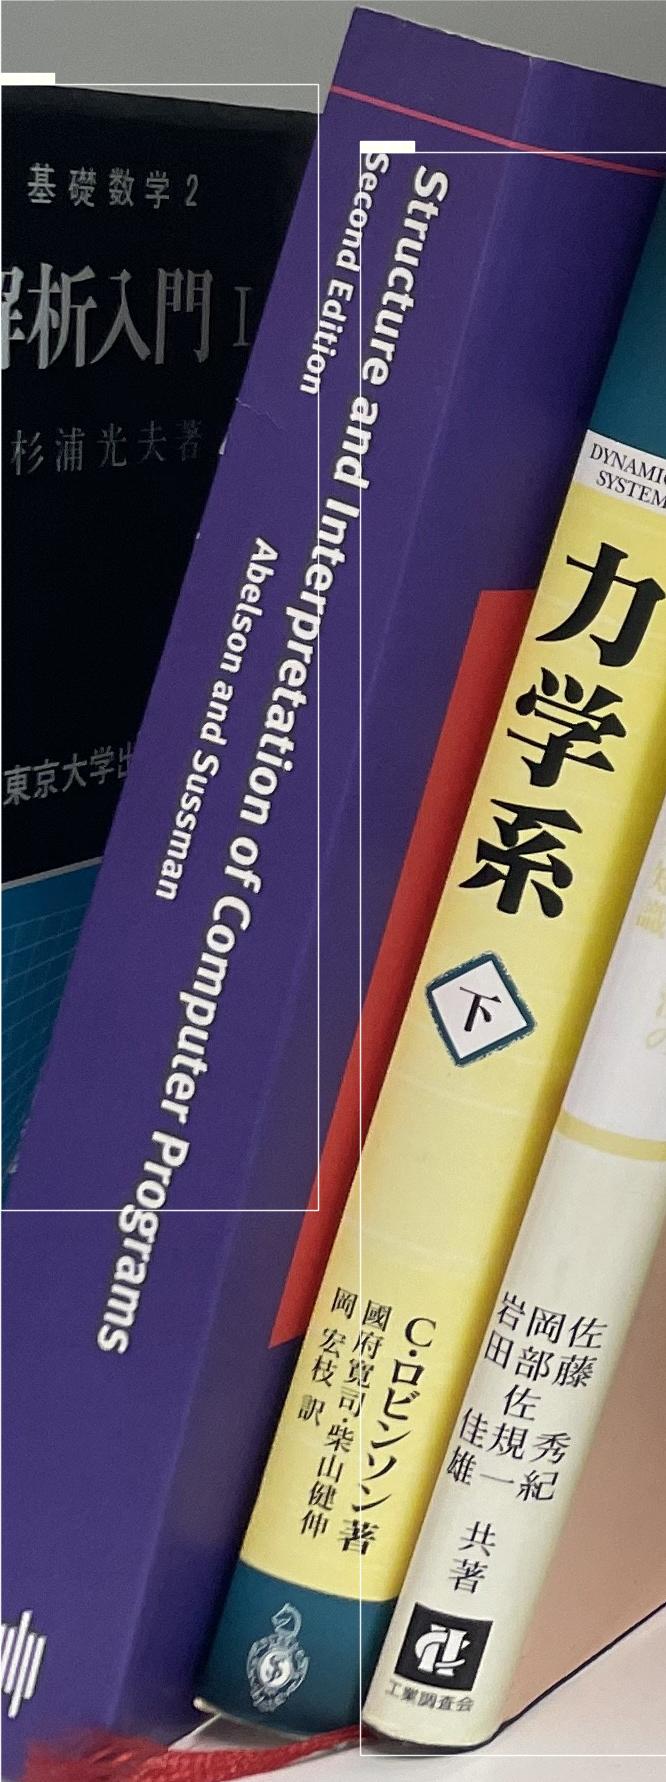 基礎数学2
解析入門 I
杉浦光夫著
東京大学出
Structure and Interpretation of Computer Programs
Second Edition
Abelson and Sussman
DYNAMIC
SYSTEM
力学系
下
C・ロビンソン著
國府寛司・柴山健伸
岡宏枝 訳
佐藤秀紀
岡部佐規一
岩田佳雄
共著
工業調査会